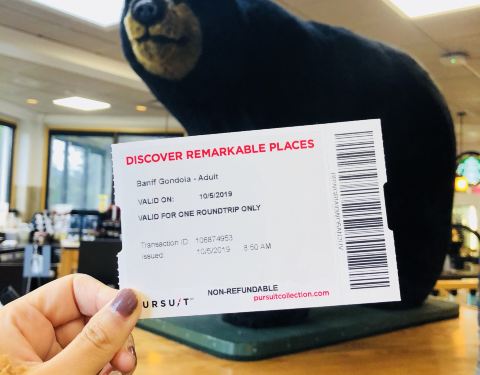 DISCOVER REMARKABLE PLACES
Banff Gondola - Adult
VALID ON: 10/5/2019
VALID FOR ONE ROUNDTRIP ONLY
Transaction ID: 106874953
Issued 10/5/2019 8:50 AM
NON-REFUNDABLE
PURSUIT
pursuitcollection.com